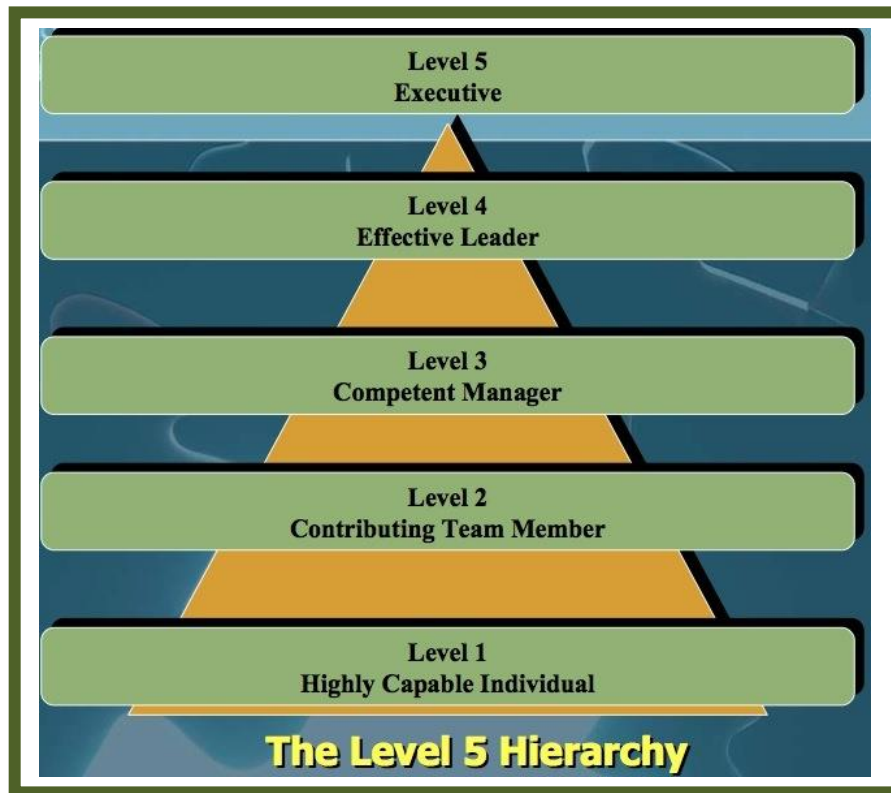 Level 5
Executive
Level 4
Effective Leader
Level 3
Competent Manager
Level 2
Contributing Team Member
Level 1
Highly Capable Individual
The Level 5 Hierarchy